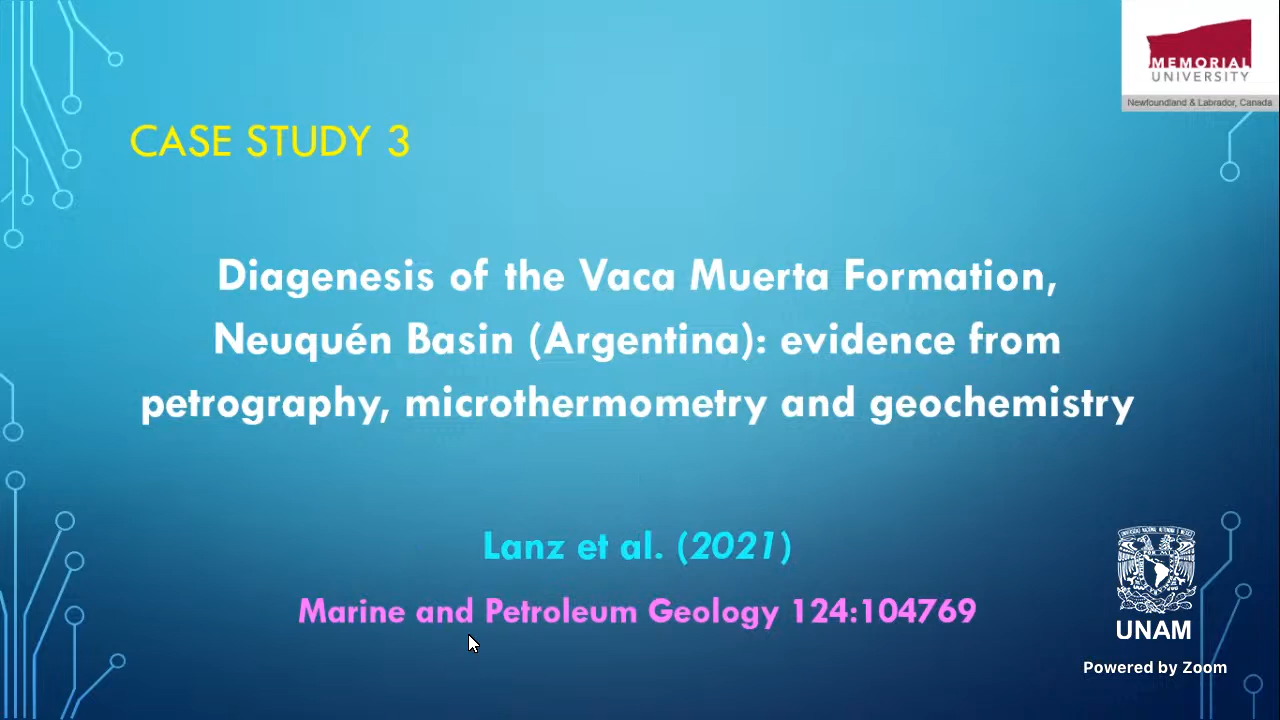 MEMORIAL
UNIVERSITY
Newfoundland & Labrador, Canada
CASE STUDY 3
Diagenesis of the Vaca Muerta Formation,
Neuquén Basin (Argentina): evidence from
petrography, microthermometry and geochemistry
Lanz et al. (2021)
Marine and Petroleum Geology 124:104769
UNAM
Powered by Zoom